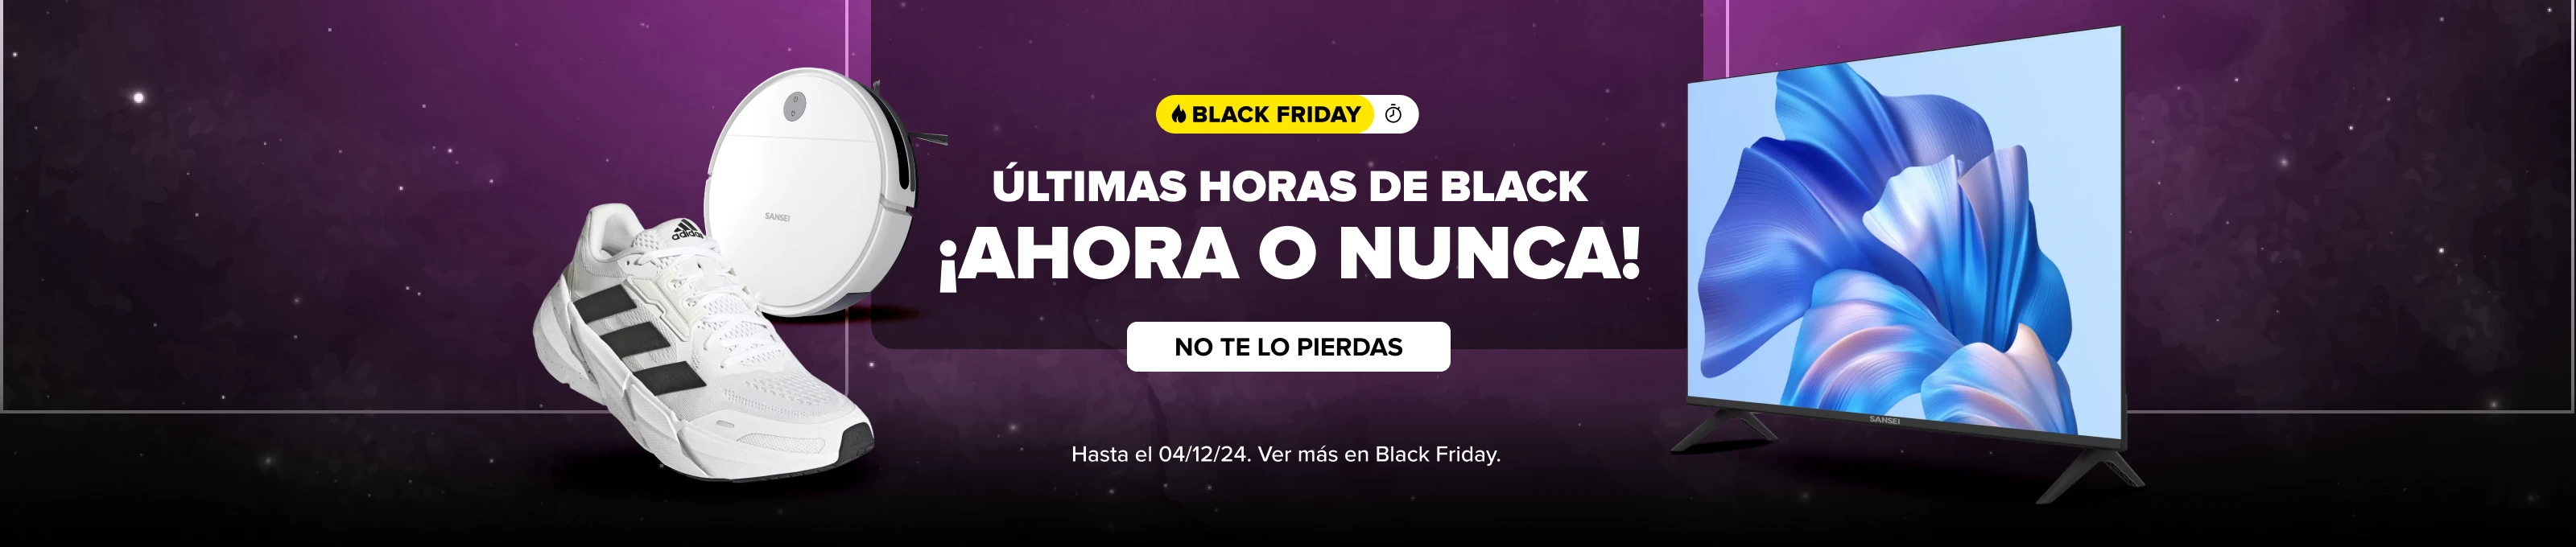 BLACK FRIDAY
ÚLTIMAS HORAS DE BLACK
¡AHORA O NUNCA!
NO TE LO PIERDAS
Hasta el 04/12/24. Ver más en Black Friday.
SANSEI
adidas
SANSEI